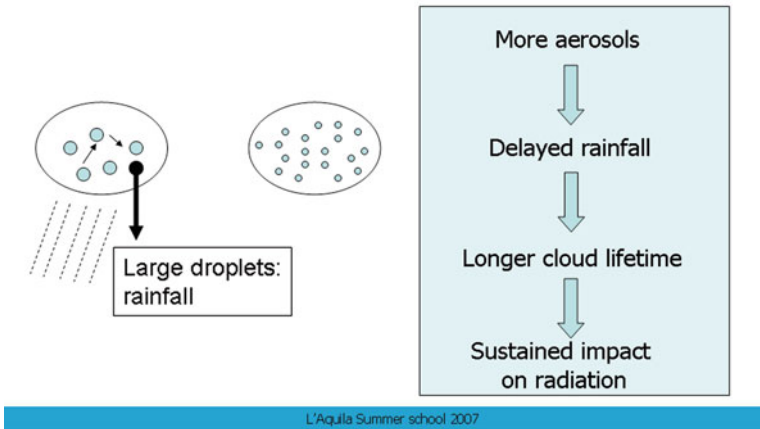 Large droplets:
rainfall
More aerosols
Delayed rainfall
Longer cloud lifetime
Sustained impact
on radiation
L'Aquila Summer school 2007